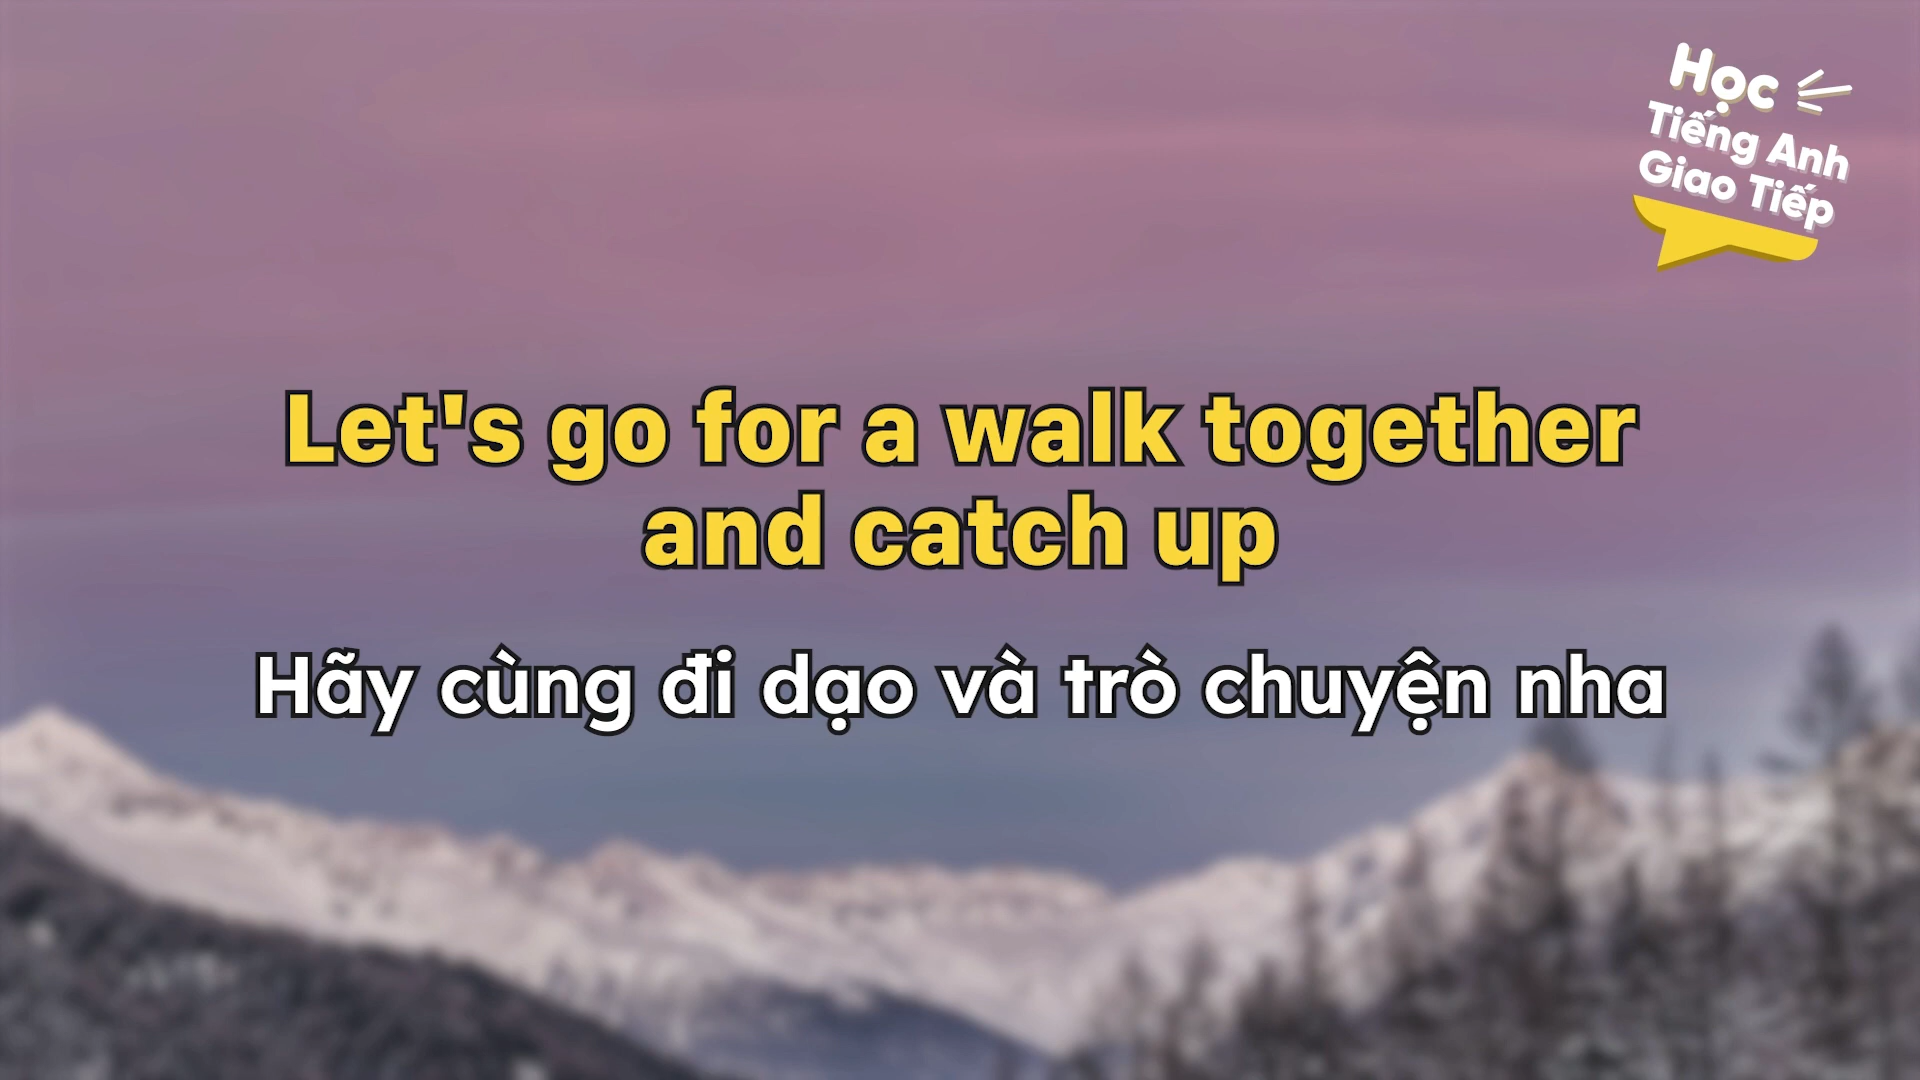 Học
Tiếng Anh
Giao Tiếp
Let's go for a walk together
and catch up
Hãy cùng đi dạo và trò chuyện nha